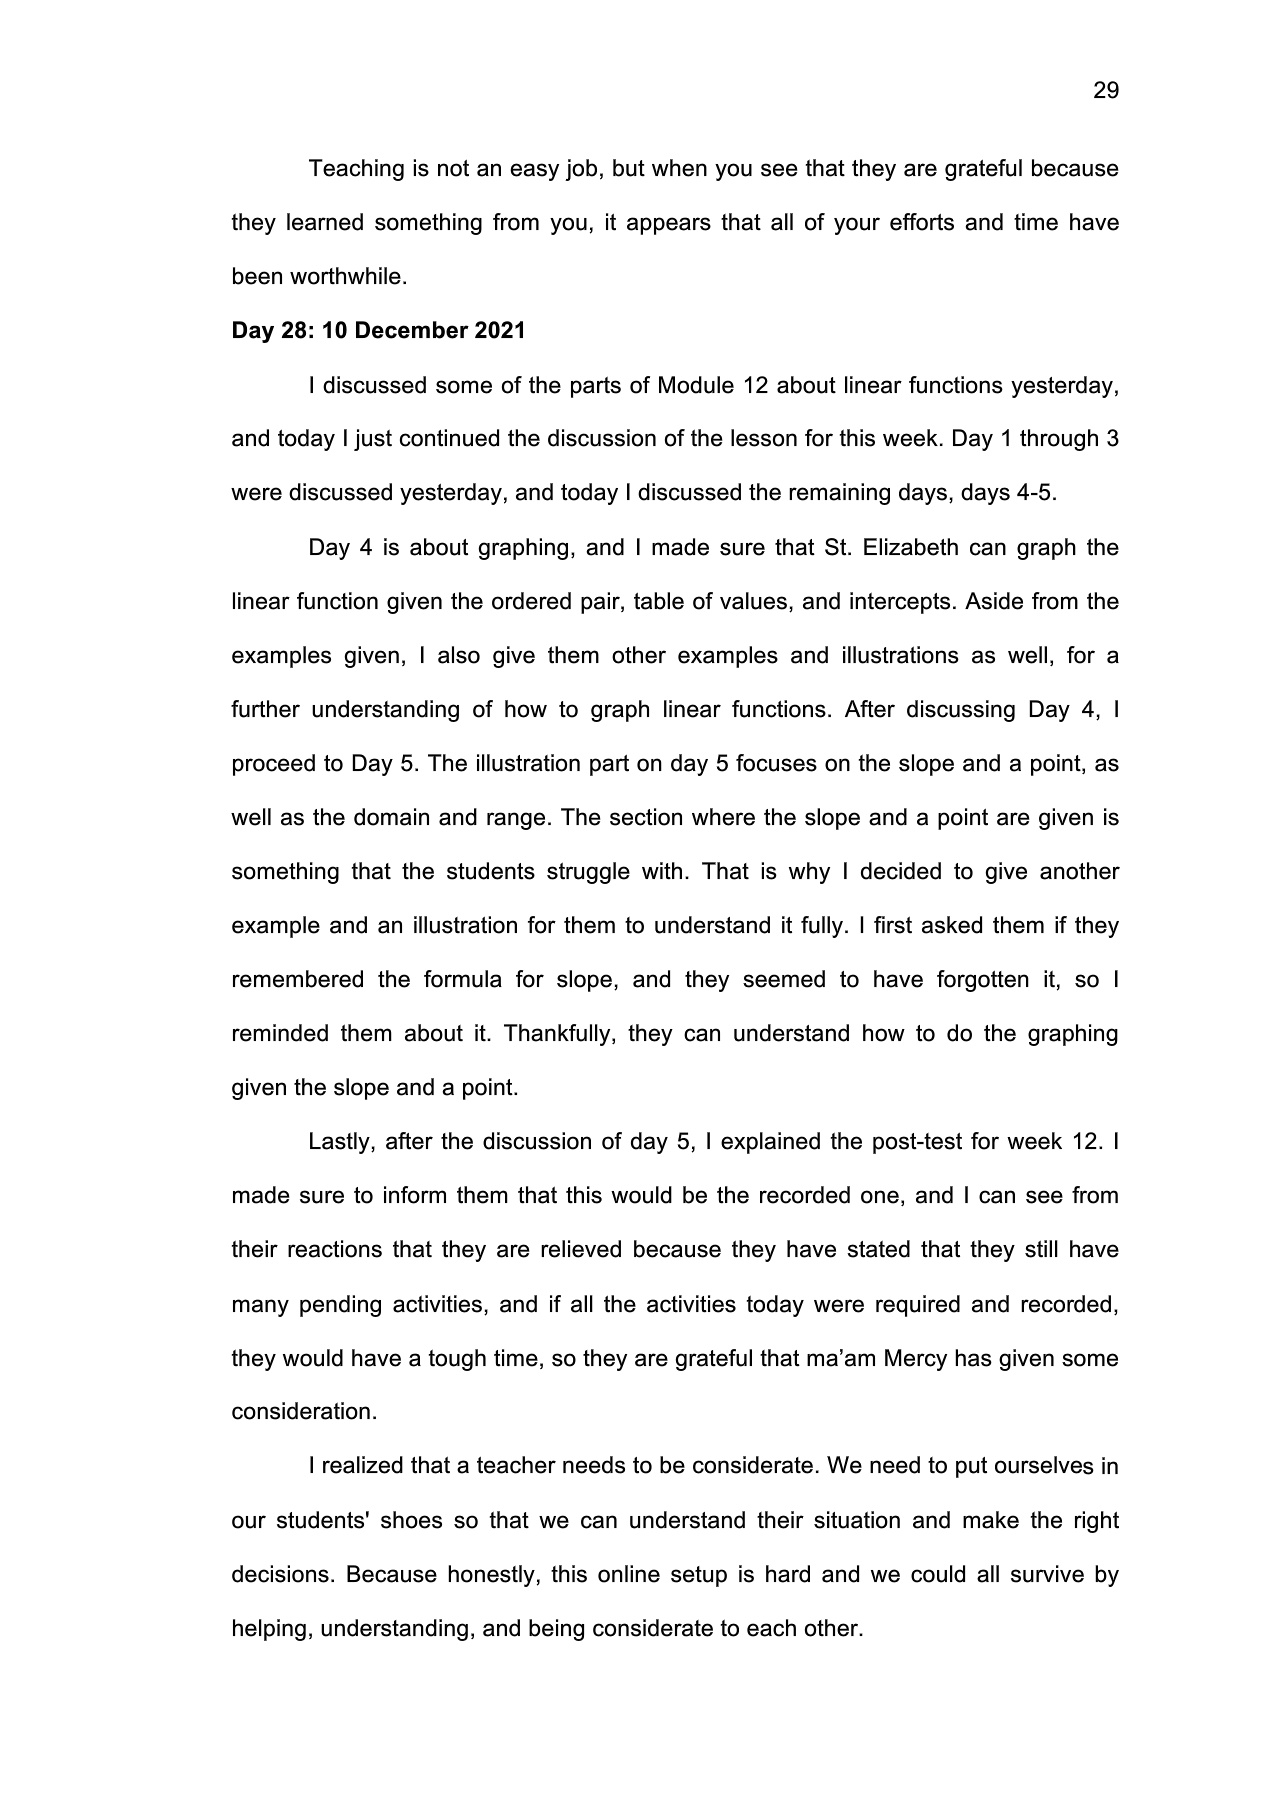 29
Teaching is not an easy job, but when you see that they are grateful because
they learned something from you, it appears that all of your efforts and time have
been worthwhile.
Day 28: 10 December 2021
I discussed some of the parts of Module 12 about linear functions yesterday,
and today I just continued the discussion of the lesson for this week. Day 1 through 3
were discussed yesterday, and today I discussed the remaining days, days 4-5.
Day 4 is about graphing, and I made sure that St. Elizabeth can graph the
linear function given the ordered pair, table of values, and intercepts. Aside from the
examples given, I also give them other examples and illustrations as well, for a
further understanding of how to graph linear functions. After discussing Day 4, I
proceed to Day 5. The illustration part on day 5 focuses on the slope and a point, as
well as the domain and range. The section where the slope and a point are given is
something that the students struggle with. That is why I decided to give another
example and an illustration for them to understand it fully. I first asked them if they
remembered the formula for slope, and they seemed to have forgotten it, so I
reminded them about it. Thankfully, they can understand how to do the graphing
given the slope and a point.
Lastly, after the discussion of day 5, I explained the post-test for week 12. I
made sure to inform them that this would be the recorded one, and I can see from
their reactions that they are relieved because they have stated that they still have
many pending activities, and if all the activities today were required and recorded,
they would have a tough time, so they are grateful that ma’am Mercy has given some
consideration.
I realized that a teacher needs to be considerate. We need to put ourselves in
our students' shoes so that we can understand their situation and make the right
decisions. Because honestly, this online setup is hard and we could all survive by
helping, understanding, and being considerate to each other.